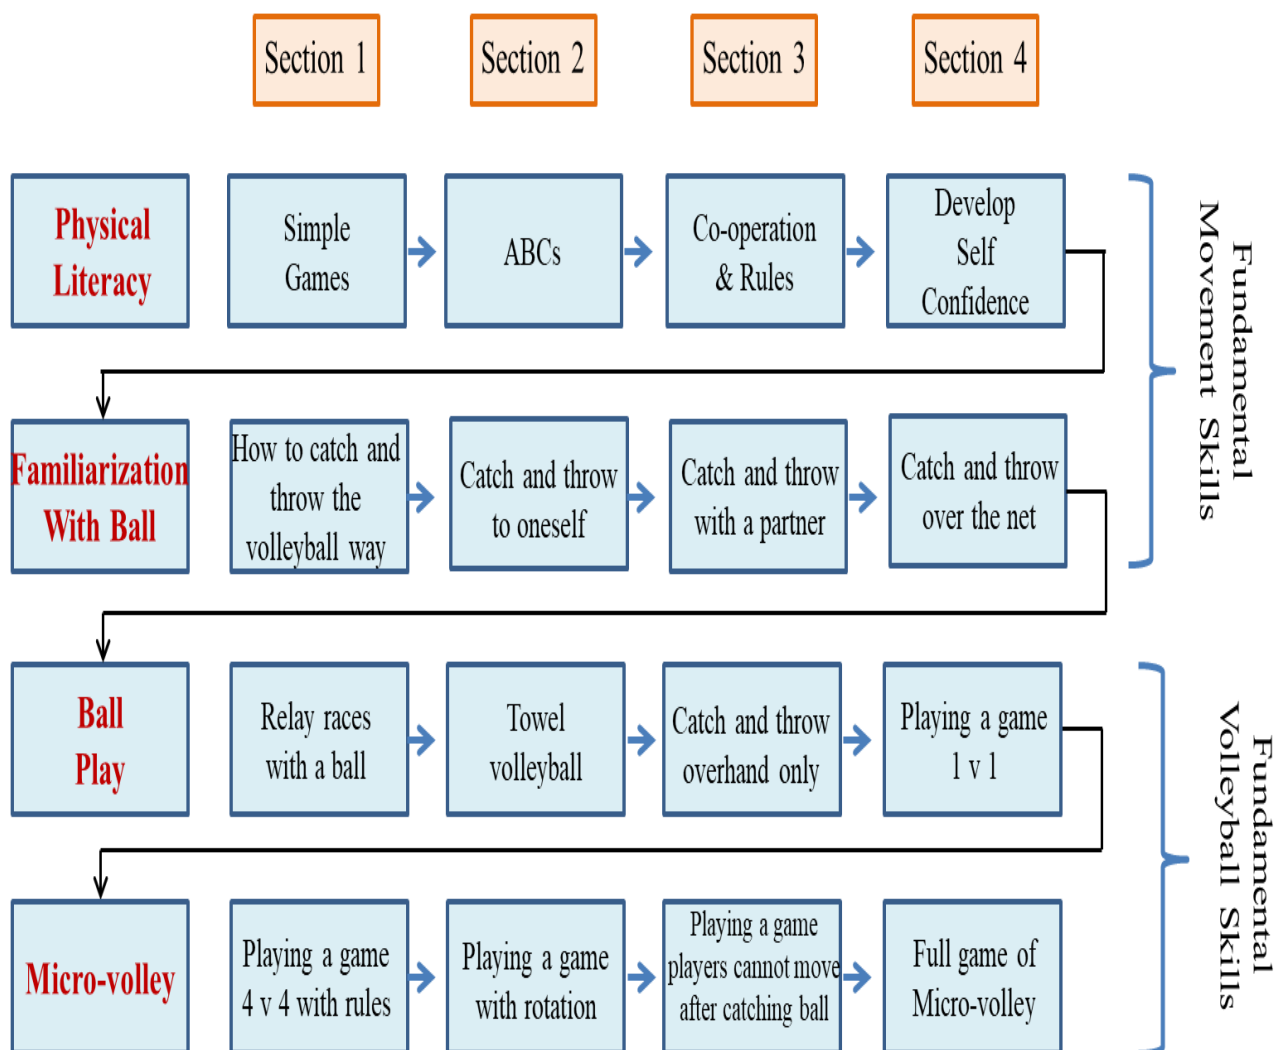 Section 1
Section 2
Section 3
Section 4
Physical
Literacy
Simple
Games
ABCs
Co-operation
& Rules
Develop
Self
Confidence
Fundamental
Movement Skills
Familiarization
With Ball
How to catch and
throw the
volleyball way
Catch and throw
to oneself
Catch and throw
with a partner
Catch and throw
over the net
Ball
Play
Relay races
with a ball
Towel
volleyball
Catch and throw
overhand only
Playing a game
1 v 1
Fundamental
Volleyball Skills
Micro-volley
Playing a game
4 v 4 with rules
Playing a game
with rotation
Playing a game
players cannot move
after catching ball
Full game of
Micro-volley